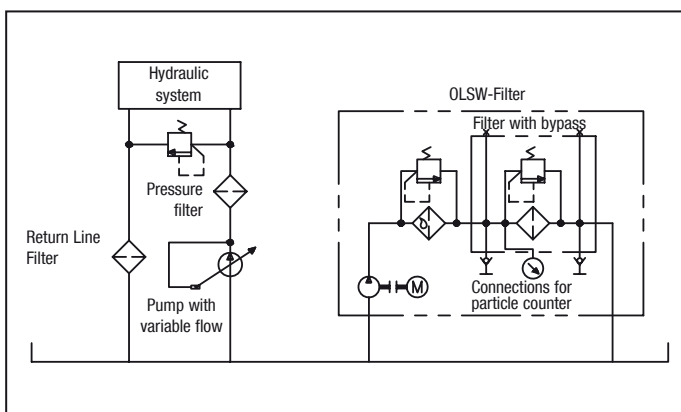 Hydraulic
system
Pressure
filter
Return Line
Filter
Pump with
variable flow
OLSW-Filter
Filter with bypass
M
Connections for
particle counter